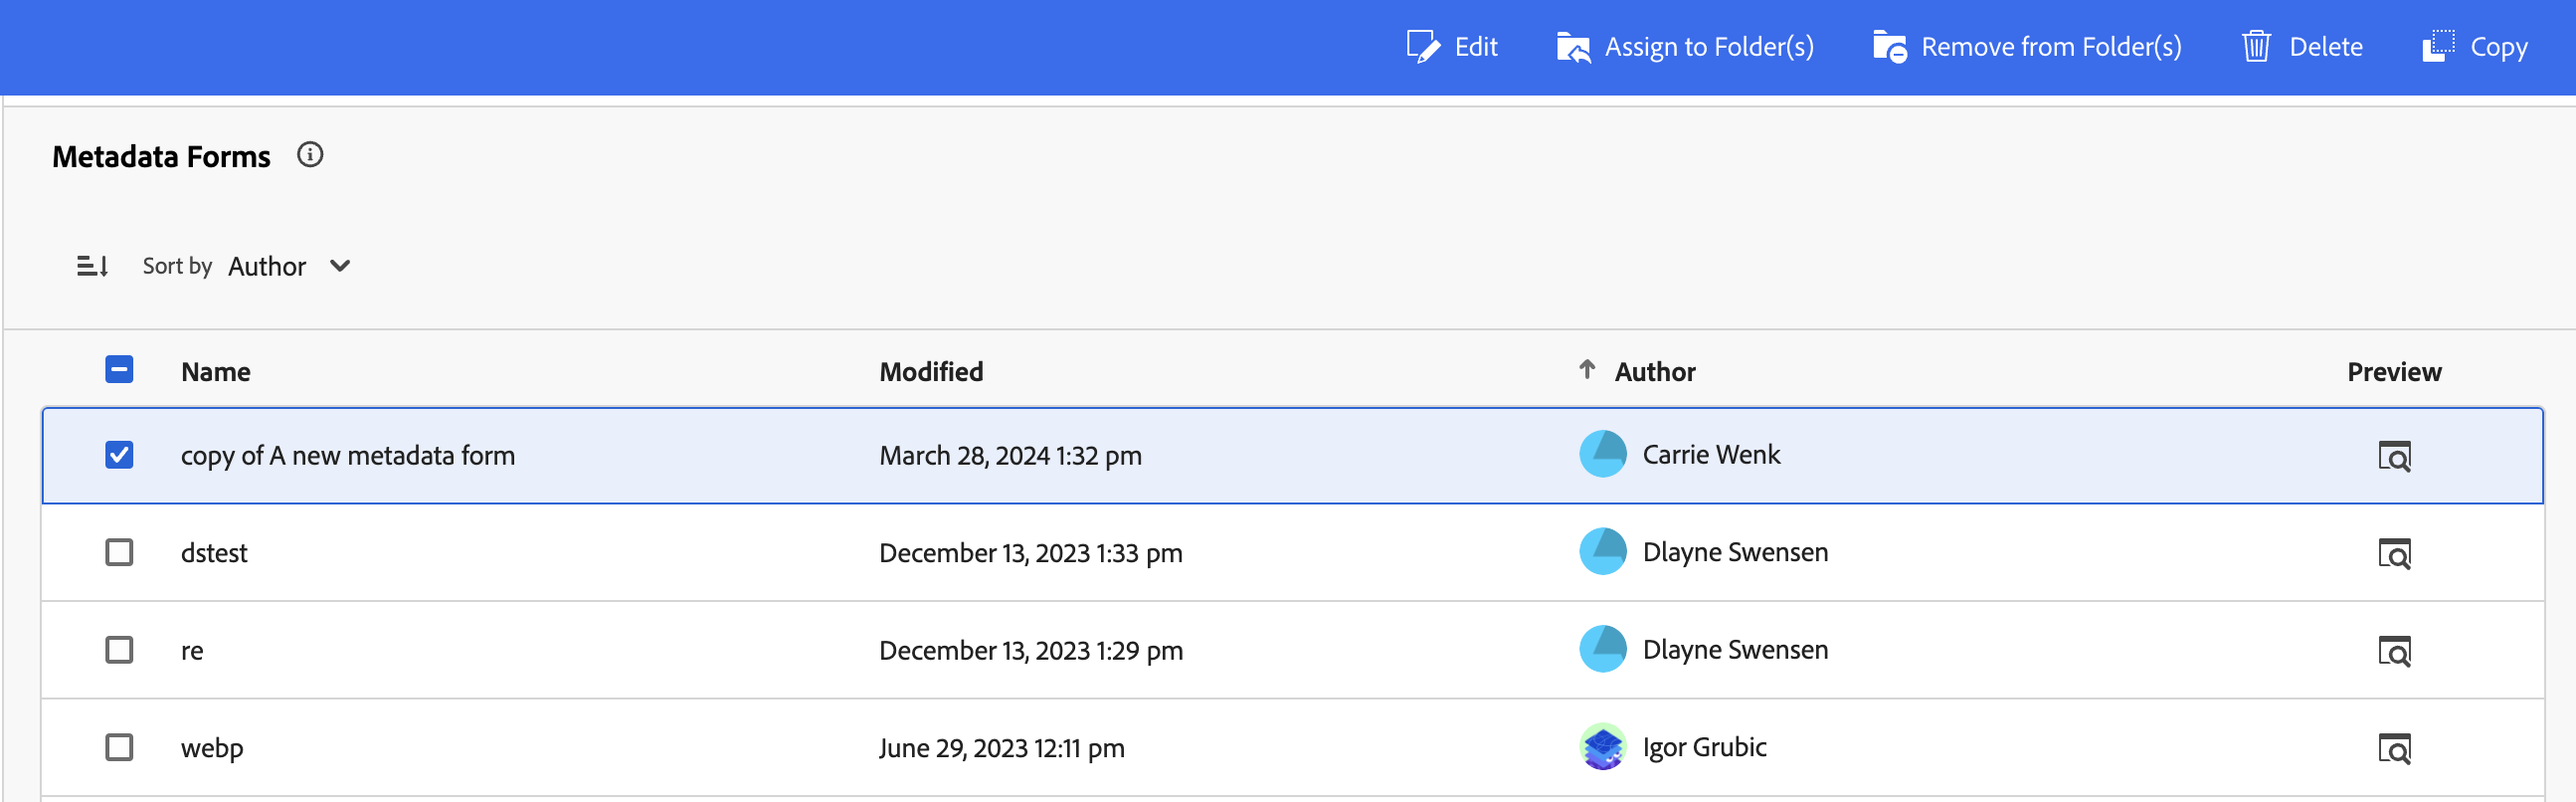 Edit Assign to Folder(s) Remove from Folder(s) Delete Copy
Metadata Forms
Sort by Author
Name Modified Author Preview
copy of A new metadata form March 28, 2024 1:32 pm Carrie Wenk
dstest December 13, 2023 1:33 pm Dlayne Swensen
re December 13, 2023 1:29 pm Dlayne Swensen
webp June 29, 2023 12:11 pm Igor Grubic